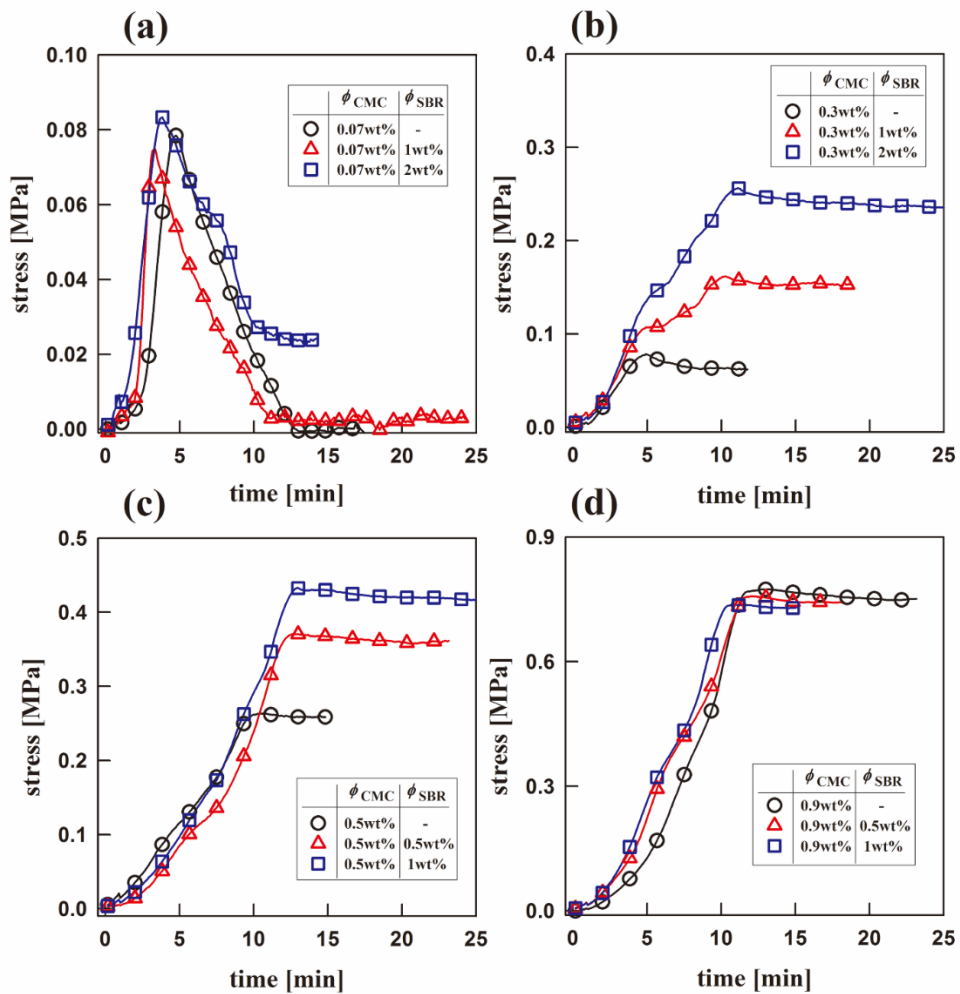 (a)
stress [MPa]
0.10
0.08
0.06
0.04
0.02
0.00
ϕCMC ϕSBR
0.07wt% -
0.07wt% 1wt%
0.07wt% 2wt%
0 5 10 15 20 25
time [min]
(b)
stress [MPa]
0.4
0.3
0.2
0.1
0.0
ϕCMC ϕSBR
0.3wt% -
0.3wt% 1wt%
0.3wt% 2wt%
0 5 10 15 20 25
time [min]
(c)
stress [MPa]
0.5
0.4
0.3
0.2
0.1
0.0
ϕCMC ϕSBR
0.5wt% -
0.5wt% 0.5wt%
0.5wt% 1wt%
0 5 10 15 20 25
time [min]
(d)
stress [MPa]
0.9
0.6
0.3
0.0
ϕCMC ϕSBR
0.9wt% -
0.9wt% 0.5wt%
0.9wt% 1wt%
0 5 10 15 20 25
time [min]